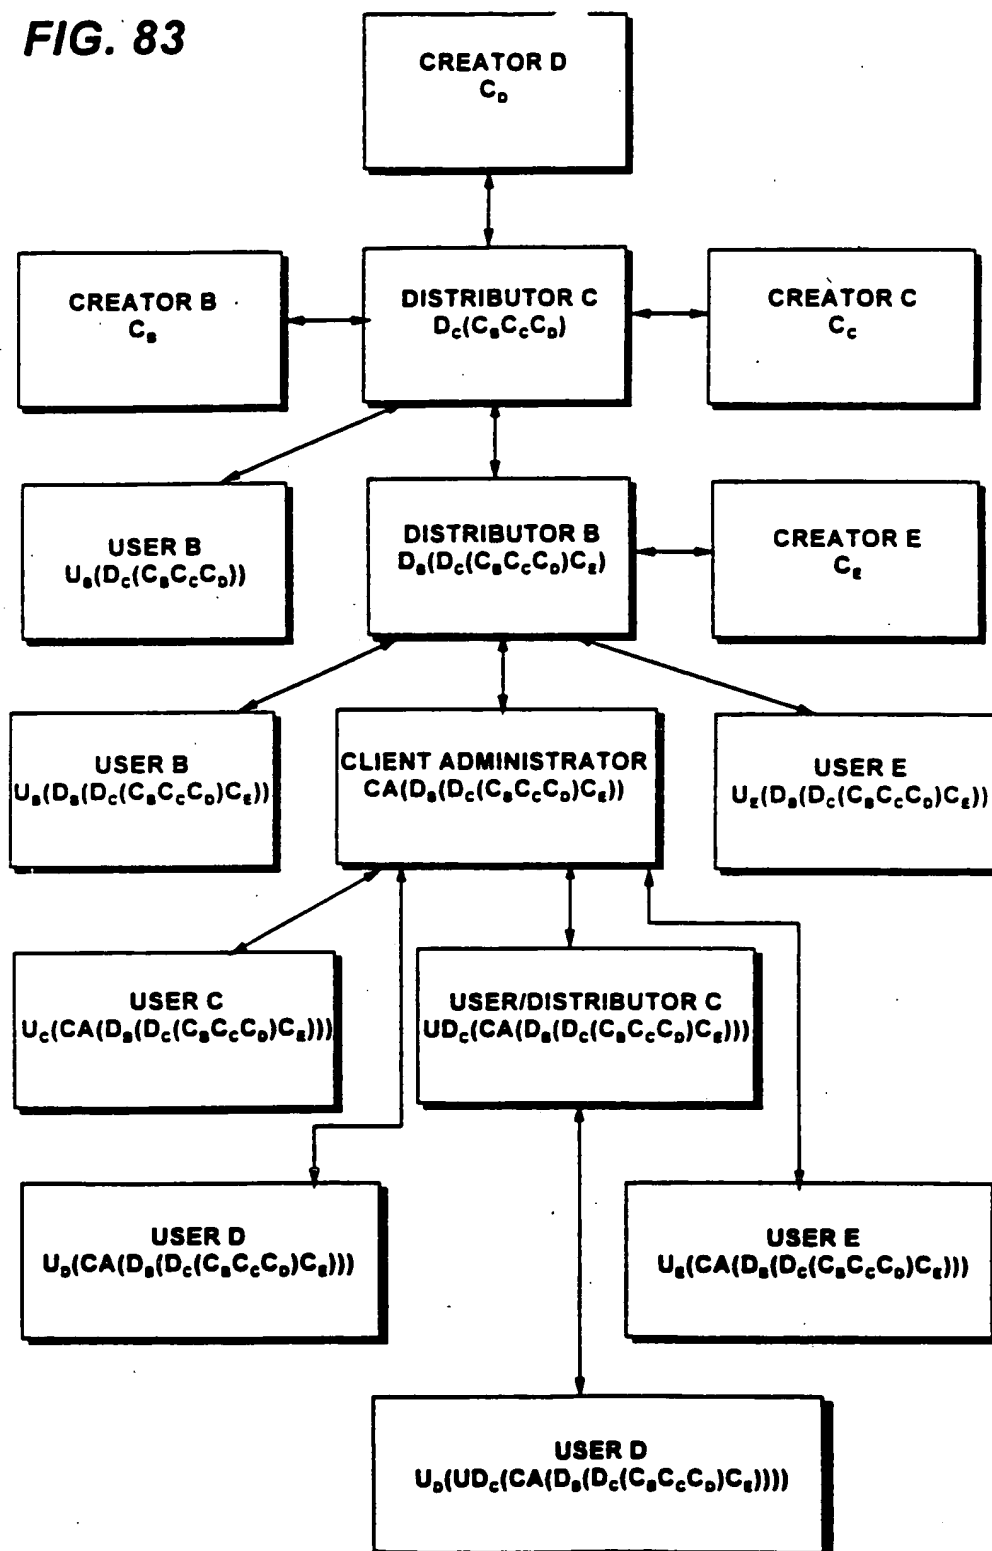 FIG. 83
CREATOR D
C_D
CREATOR B
C_B
DISTRIBUTOR C
D_C(C_BC_CC_D)
CREATOR C
C_C
USER B
U_B(D_C(C_BC_CC_D))
DISTRIBUTOR B
D_B(D_C(C_BC_CC_D)C_E)
CREATOR E
C_E
USER B
U_B(D_B(D_C(C_BC_CC_D)C_E))
CLIENT ADMINISTRATOR
CA(D_B(D_C(C_BC_CC_D)C_E))
USER E
U_E(D_B(D_C(C_BC_CC_D)C_E))
USER C
U_C(CA(D_B(D_C(C_BC_CC_D)C_E)))
USER/DISTRIBUTOR C
UD_C(CA(D_B(D_C(C_BC_CC_D)C_E)))
USER D
U_D(CA(D_B(D_C(C_BC_CC_D)C_E)))
USER E
U_E(CA(D_B(D_C(C_BC_CC_D)C_E)))
USER D
U_D(UD_C(CA(D_B(D_C(C_BC_CC_D)C_E))))